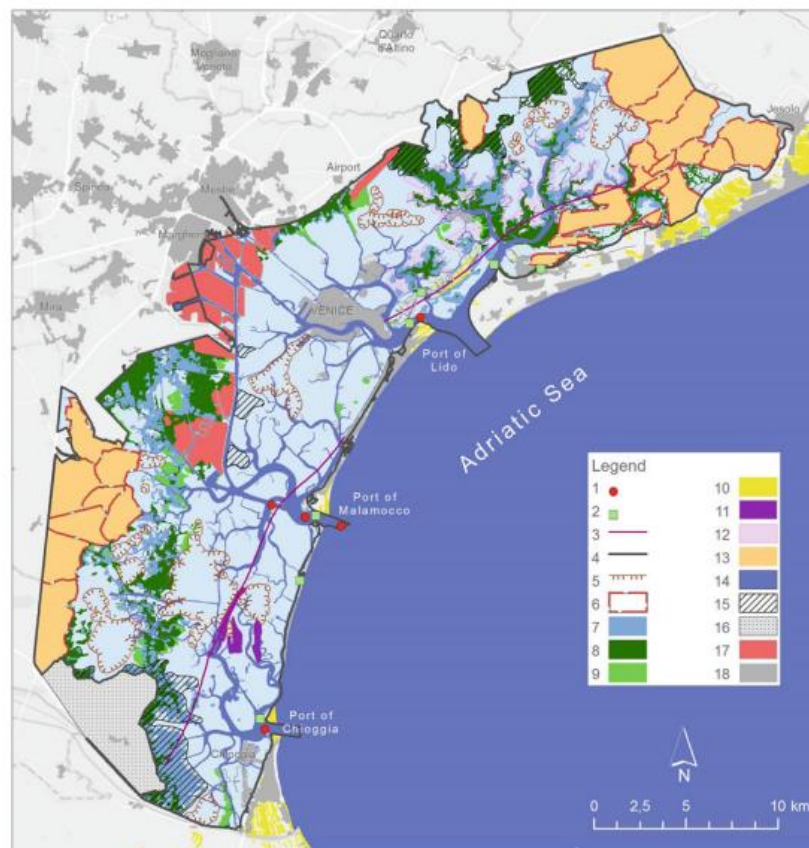 Quarto
d'Altino
Mogliano
Veneto
Jesolo
Airport
Spinea
Mestre
Marghera
Mira
VENICE
Port of
Lido
Adriatic Sea
Port of
Malamocco
Port of
Chioggia
Chioggia
Legend
1 10
2 11
3 12
4 13
5 14
6 15
7 16
8 17
9 18
N
0 2,5 5 10 km